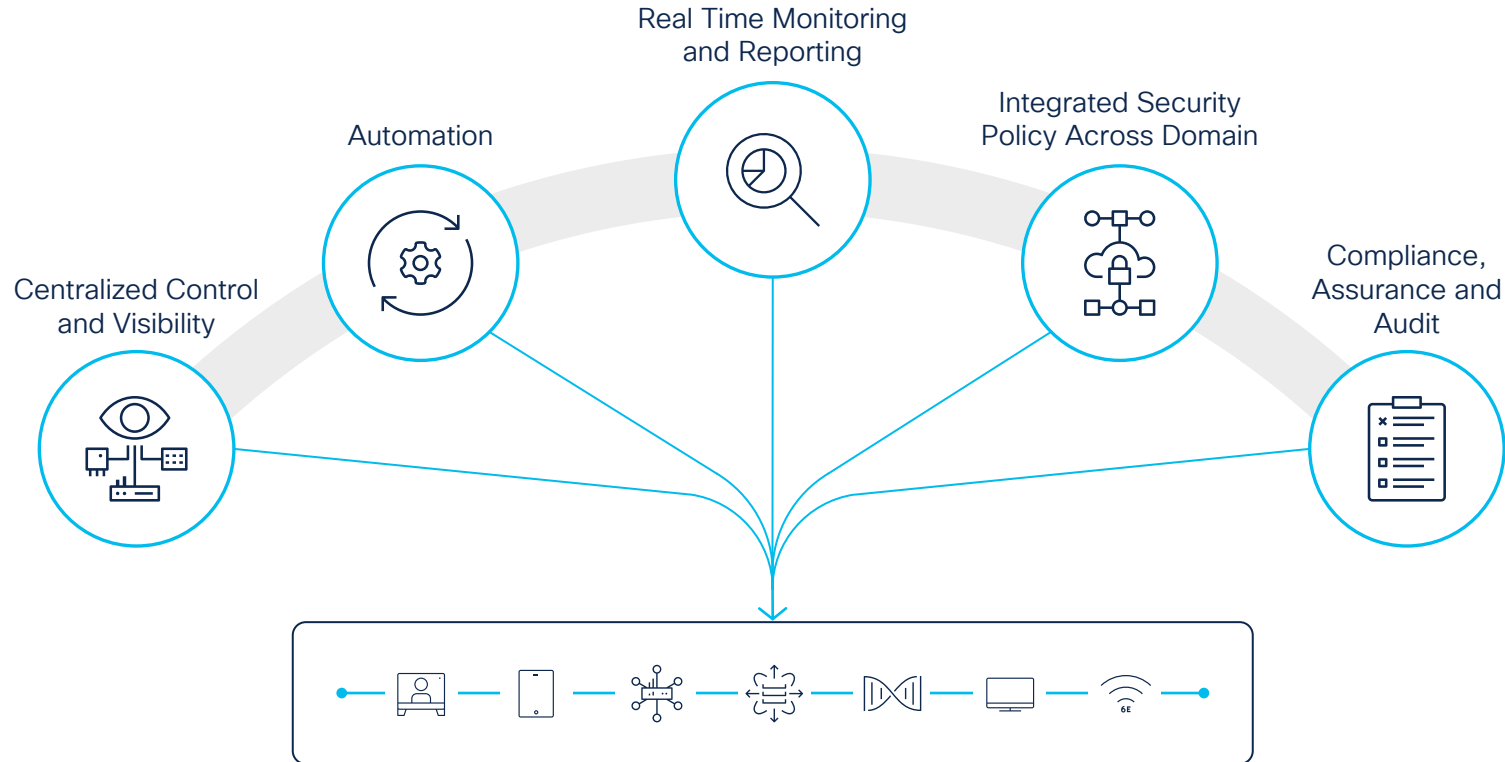 Real Time Monitoring
and Reporting
Integrated Security
Policy Across Domain
Automation
Compliance,
Assurance and
Audit
Centralized Control
and Visibility
6E